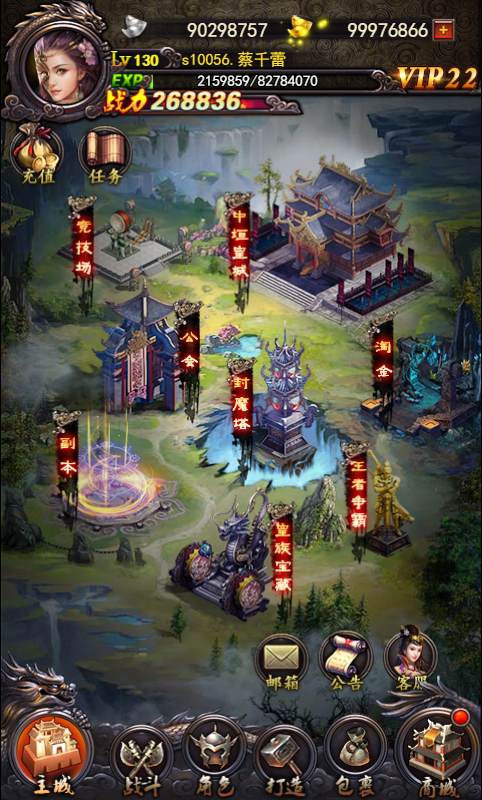 90298757
99976866
Lv 130
s10056.蔡千蕾
EXP
2159859/82784070
VIP 22
战力 268836
充值
任务
竞技场
中垣皇城
公会
淘金
封魔塔
副本
王者争霸
皇族宝藏
邮箱
公告
客服
主城
战斗
角色
打造
包裹
商城